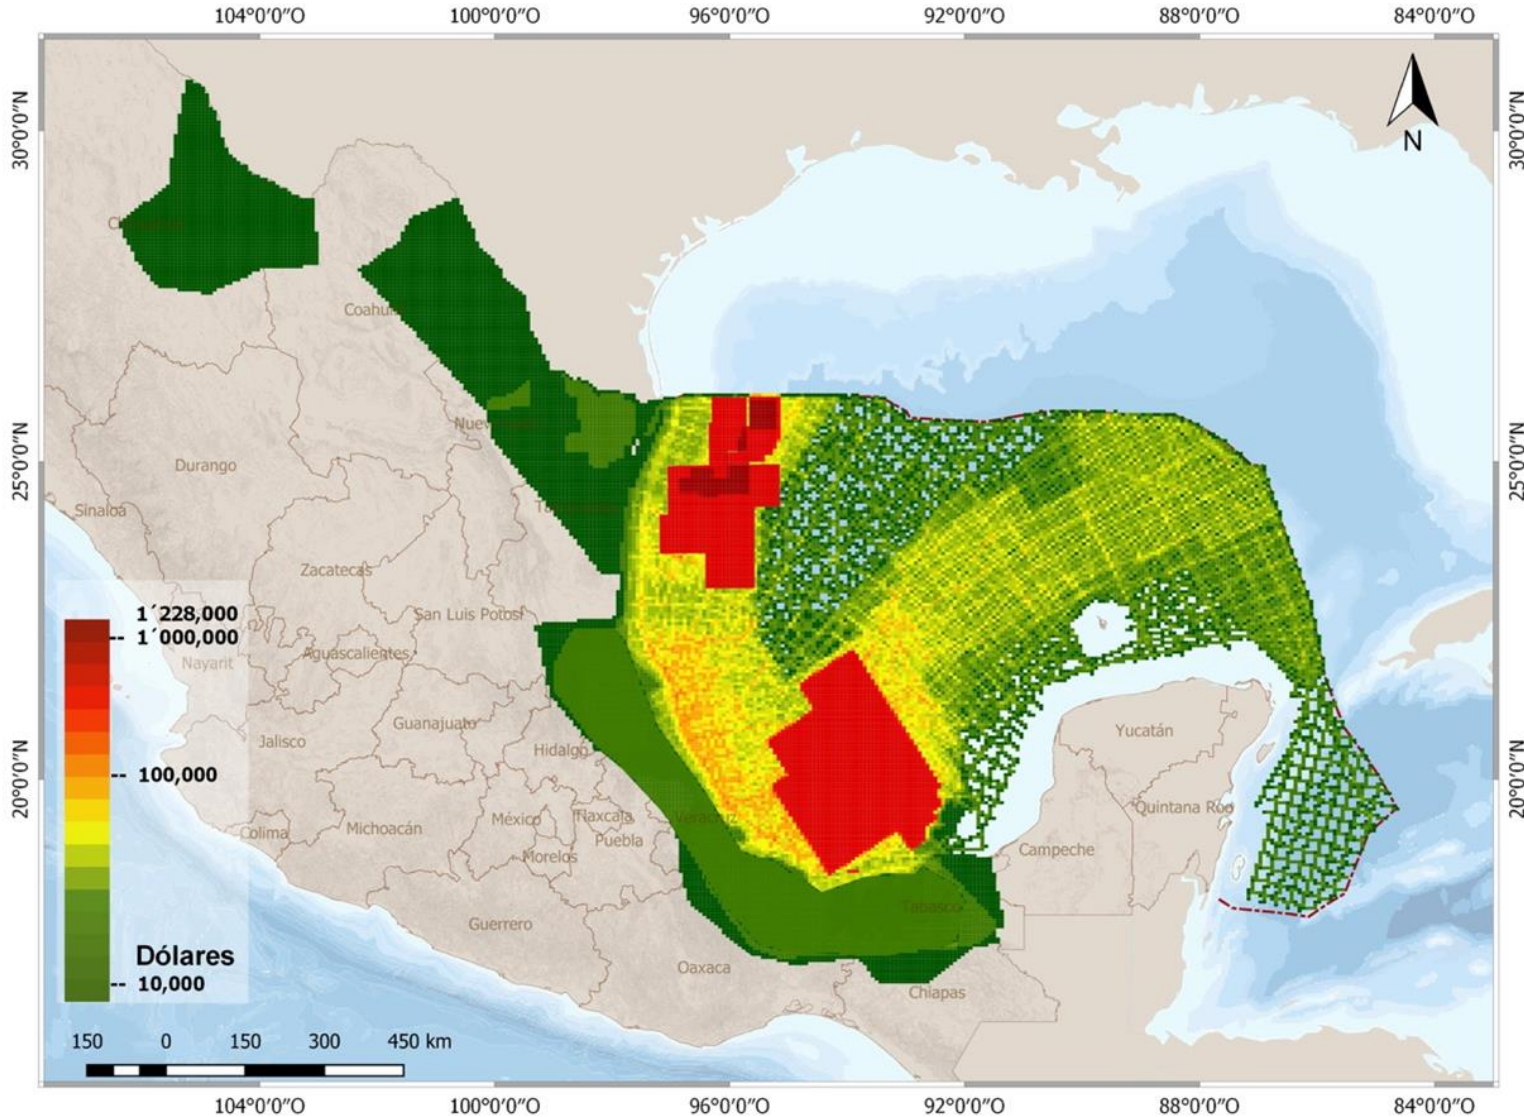 104°0'0"O 100°0'0"O 96°0'0"O 92°0'0"O 88°0'0"O 84°0'0"O
30°0'0"N 30°0'0"N
N
Coahuila
25°0'0"N 25°0'0"N
Durango
Sinaloa
Zacatecas
San Luis Potosí
1´228,000
-- 1´000,000
Aguascalientes
Nayarit
Guanajuato
Yucatán
Jalisco
Hidalgo
-- 100,000
20°0'0"N 20°0'0"N
Quintana Roo
Colima
Michoacán
México
Tlaxcala
Veracruz
Puebla
Campeche
Morelos
Tabasco
Guerrero
Dólares
Oaxaca
-- 10,000
Chiapas
150 0 150 300 450 km
104°0'0"O 100°0'0"O 96°0'0"O 92°0'0"O 88°0'0"O 84°0'0"O